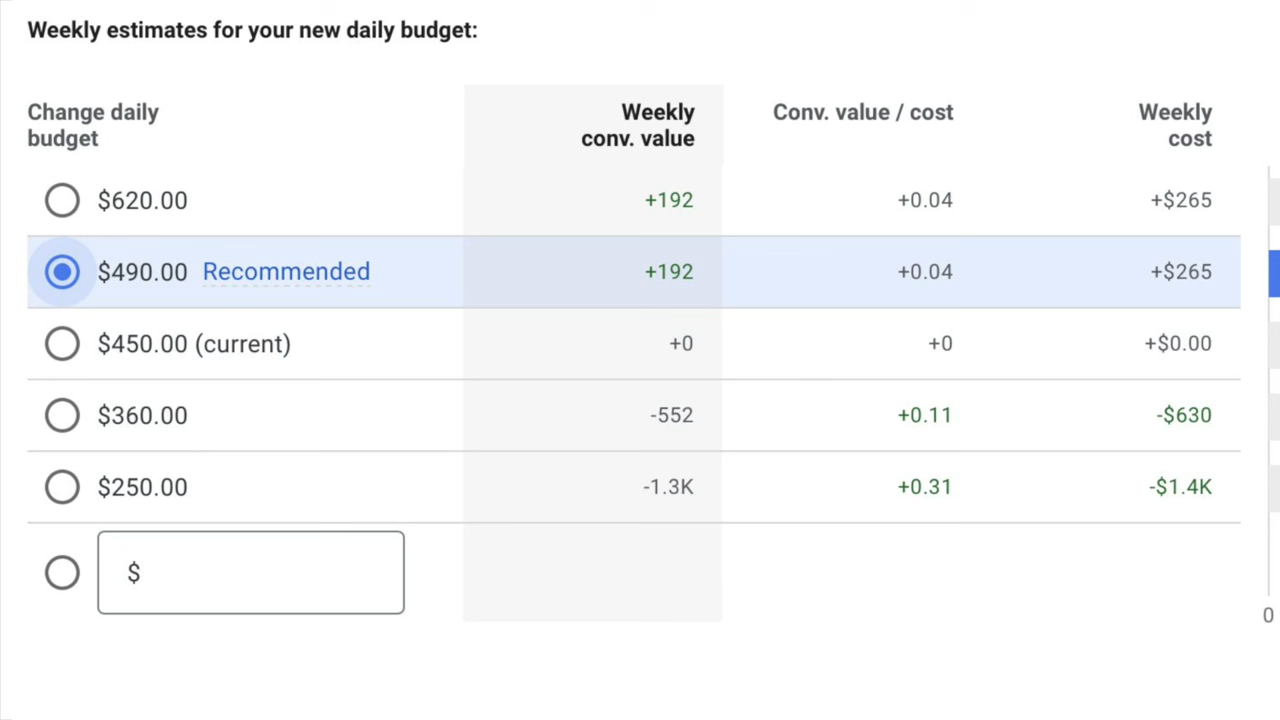 Weekly estimates for your new daily budget:
Change daily budget Weekly conv. value Conv. value / cost Weekly cost
$620.00 +192 +0.04 +$265
$490.00 Recommended +192 +0.04 +$265
$450.00 (current) +0 +0 +$0.00
$360.00 -552 +0.11 -$630
$250.00 -1.3K +0.31 -$1.4K
$
0